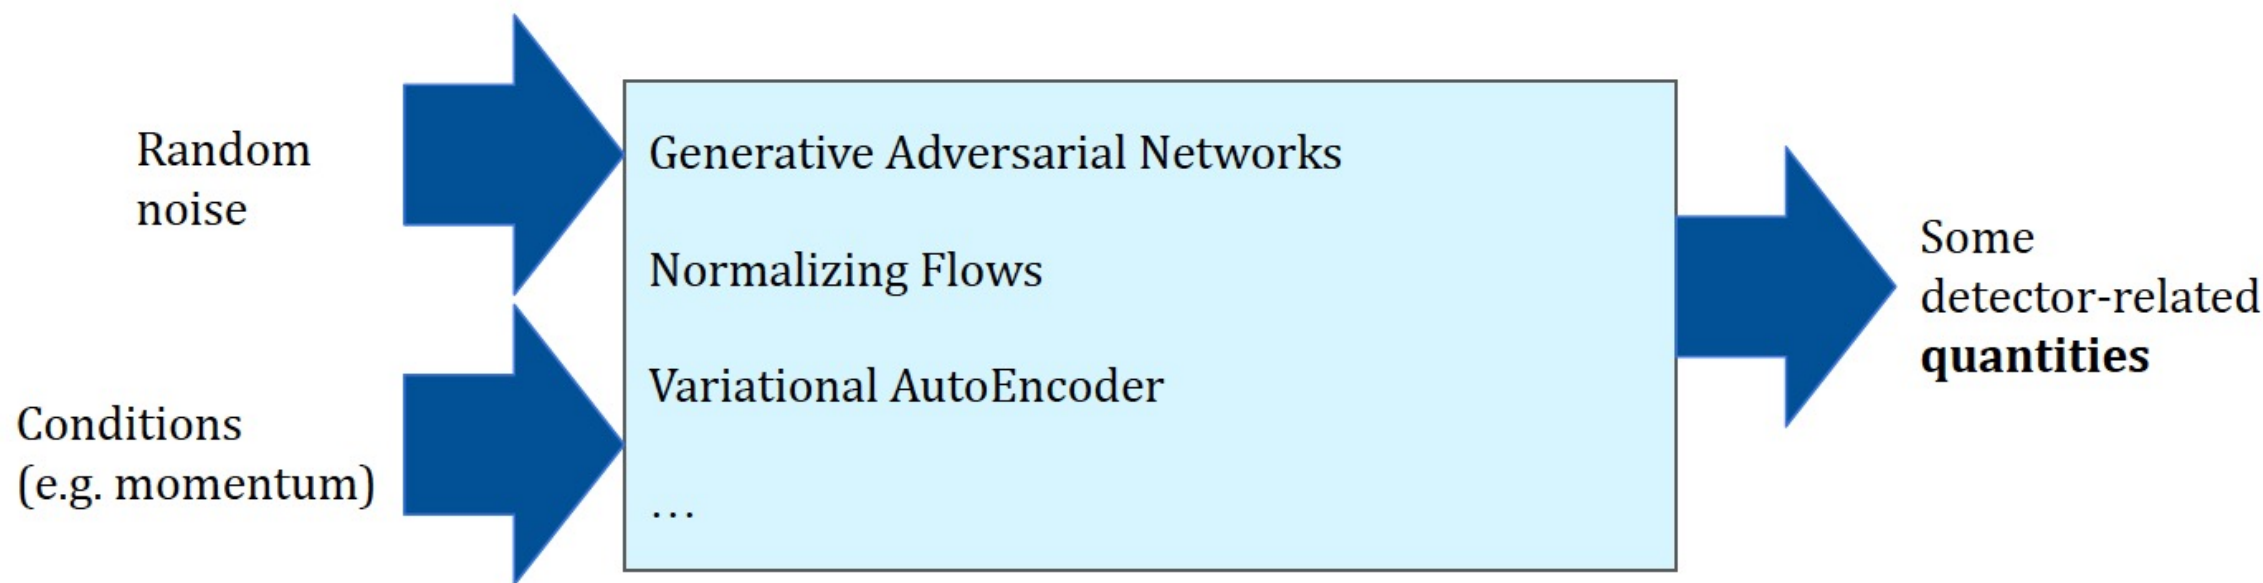 Random
noise
Conditions
(e.g. momentum)
Generative Adversarial Networks
Normalizing Flows
Variational AutoEncoder
…
Some
detector-related
quantities